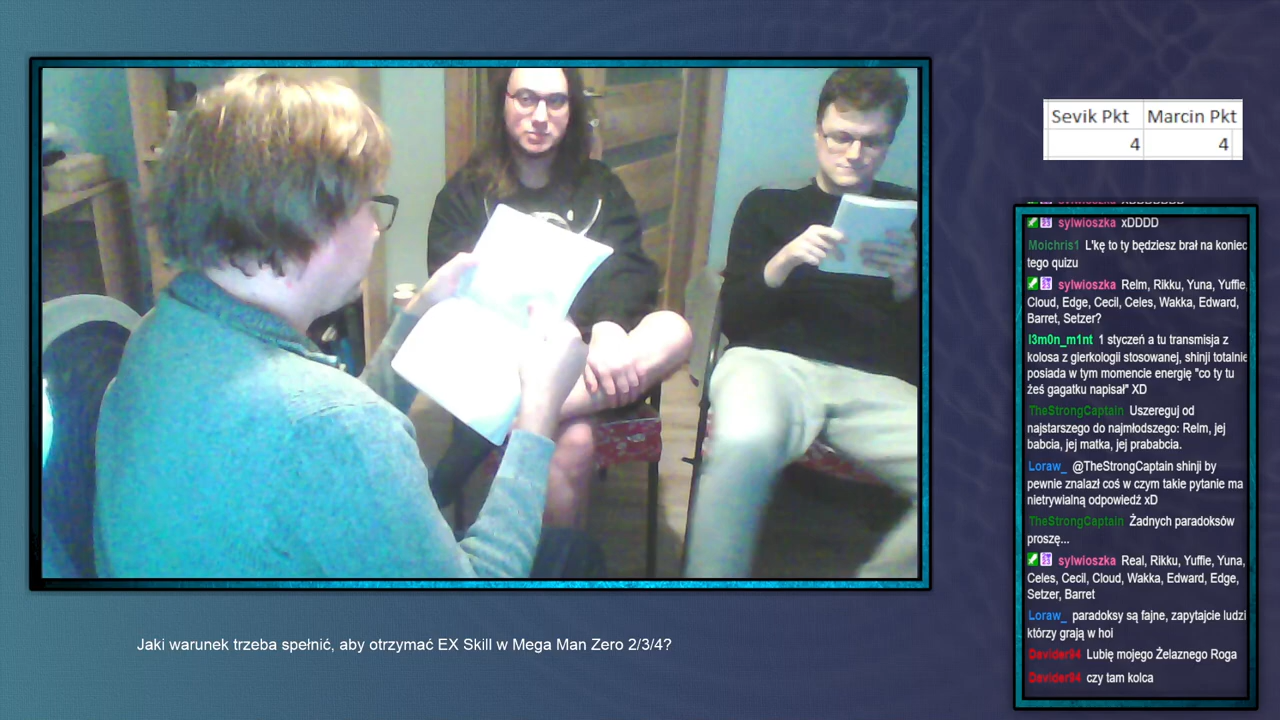 Sevik Pkt Marcin Pkt
4 4
sylwioszka xDDDD
Molchris1 L'kę to ty będziesz brał na koniec
tego quizu
sylwioszka Relm, Rikku, Yuna, Yuffie,
Cloud, Edge, Cecil, Celes, Wakka, Edward,
Barret, Setzer?
l3m0n_m1nt 1 styczeń a tu transmisja z
kolosa z gierkologii stosowanej, shinji totalnie
posiada w tym momencie energię "co ty tu
żeś gagatku napisał" XD
TheStrongCaptain Uszereguj od
najstarszego do najmłodszego: Relm, jej
babcia, jej matka, jej prababcia.
Loraw_ @TheStrongCaptain shinji by
pewnie znalazł coś w czym takie pytanie ma
nietrywialną odpowiedź xD
TheStrongCaptain Żadnych paradoksów
proszę...
sylwioszka Real, Rikku, Yuffie, Yuna,
Celes, Cecil, Cloud, Wakka, Edward, Edge,
Setzer, Barret
Loraw_ paradoksy są fajne, zapytajcie ludzi
którzy grają w hoi
Davider94 Lubię mojego Żelaznego Roga
Davider94 czy tam kolca
Jaki warunek trzeba spełnić, aby otrzymać EX Skill w Mega Man Zero 2/3/4?